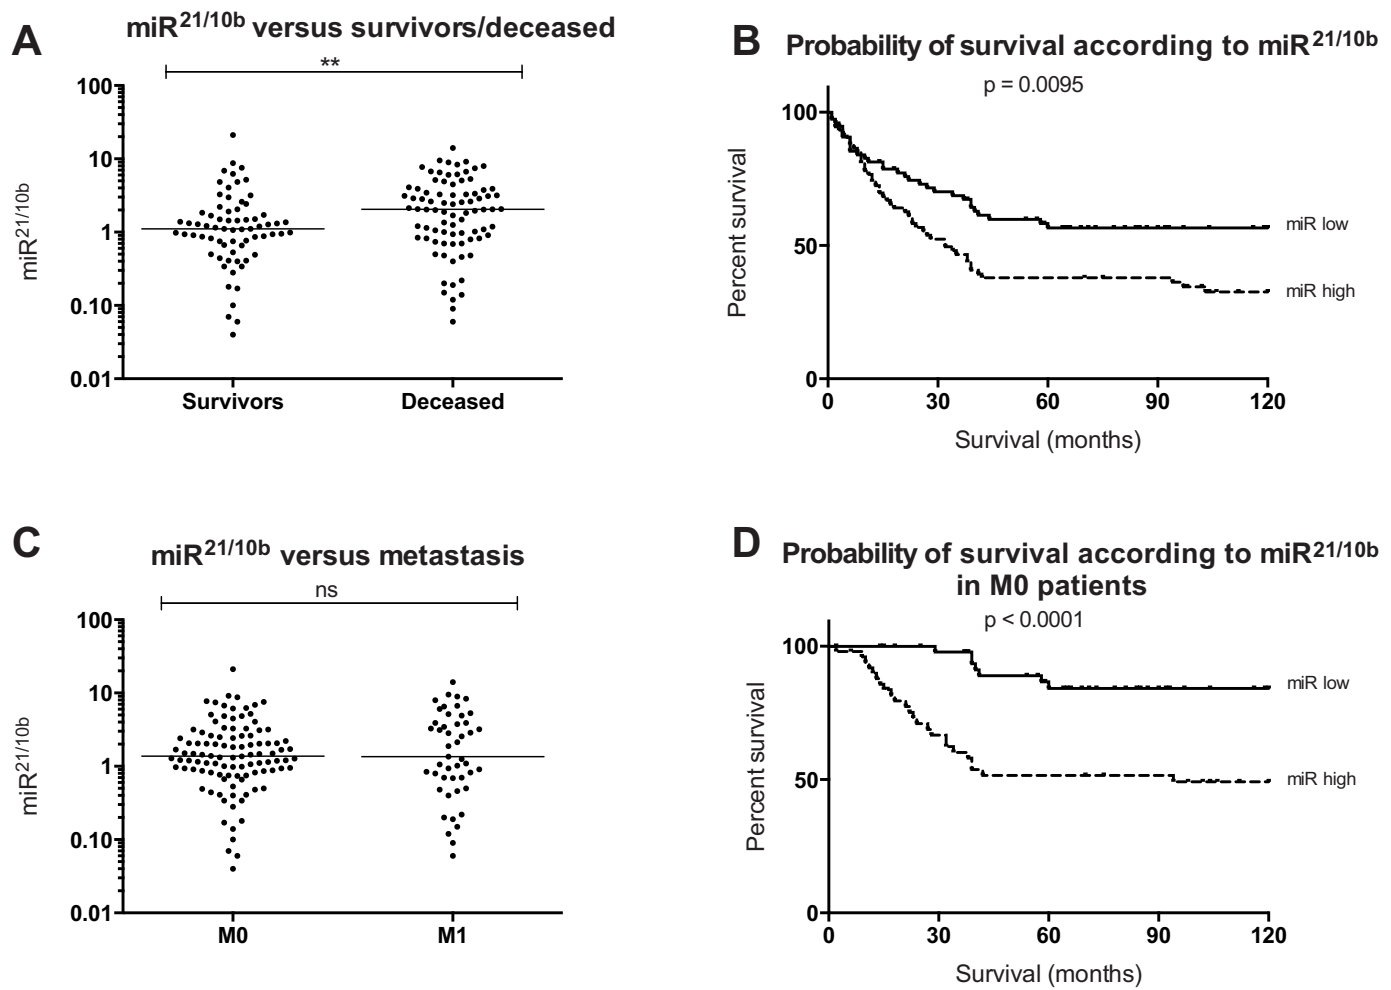 A
miR21/10b versus survivors/deceased
**
100
10
1
0.10
0.01
miR21/10b
Survivors
Deceased
B
Probability of survival according to miR21/10b
p = 0.0095
100
50
0
Percent survival
miR low
miR high
0 30 60 90 120
Survival (months)
C
miR21/10b versus metastasis
ns
100
10
1
0.10
0.01
miR21/10b
M0
M1
D
Probability of survival according to miR21/10b
in M0 patients
p < 0.0001
100
50
0
Percent survival
miR low
miR high
0 30 60 90 120
Survival (months)